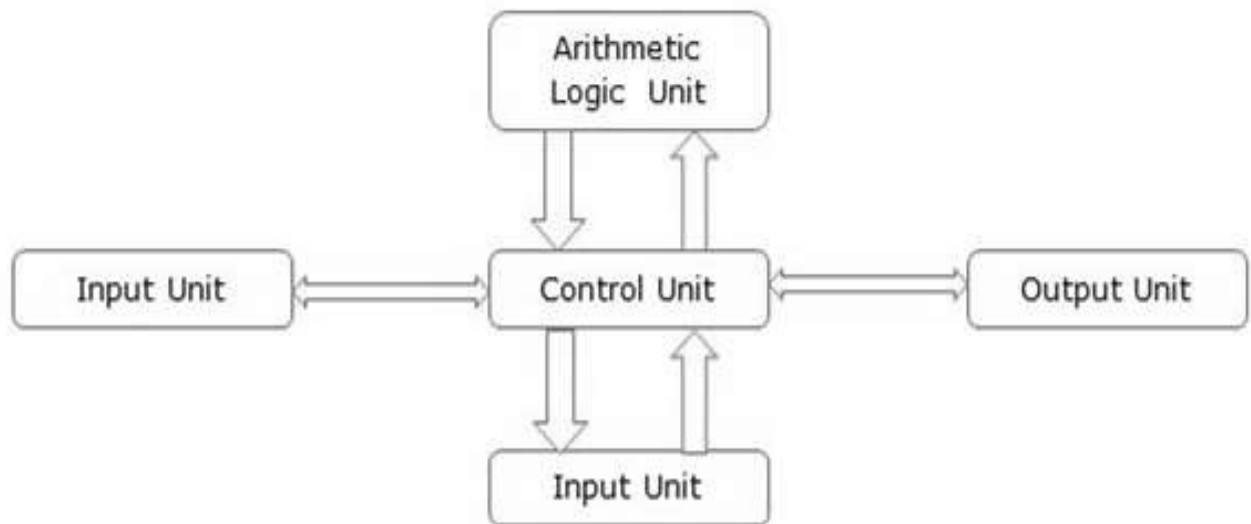 Arithmetic
Logic Unit
Input Unit
Control Unit
Output Unit
Input Unit